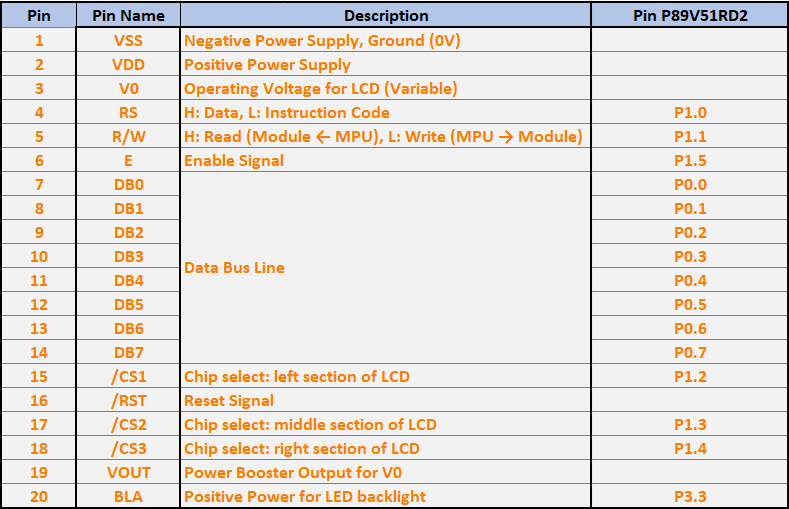 Pin Pin Name Description Pin P89V51RD2
1 VSS Negative Power Supply, Ground (0V)
2 VDD Positive Power Supply
3 V0 Operating Voltage for LCD (Variable)
4 RS H: Data, L: Instruction Code P1.0
5 R/W H: Read (Module ← MPU), L: Write (MPU → Module) P1.1
6 E Enable Signal P1.5
7 DB0 P0.0
8 DB1 P0.1
9 DB2 P0.2
10 DB3 P0.3
Data Bus Line
11 DB4 P0.4
12 DB5 P0.5
13 DB6 P0.6
14 DB7 P0.7
15 /CS1 Chip select: left section of LCD P1.2
16 /RST Reset Signal
17 /CS2 Chip select: middle section of LCD P1.3
18 /CS3 Chip select: right section of LCD P1.4
19 VOUT Power Booster Output for V0
20 BLA Positive Power for LED backlight P3.3